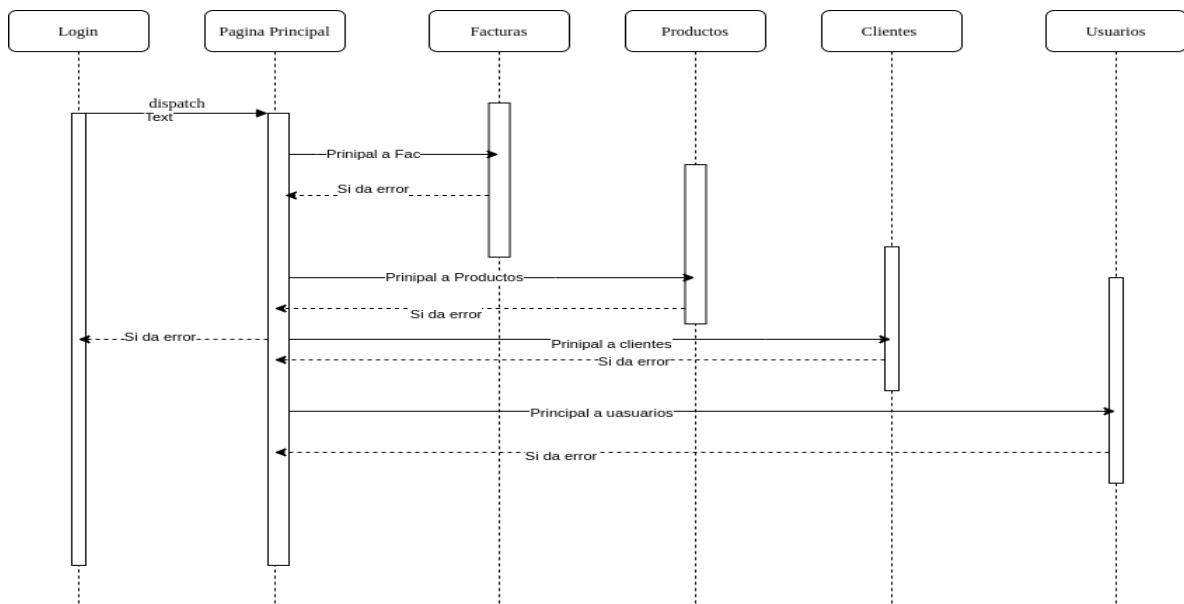 Login
Pagina Principal
Facturas
Productos
Clientes
Usuarios
dispatch
Text
Prinipal a Fac
Si da error
Prinipal a Productos
Si da error
Si da error
Prinipal a clientes
Si da error
Principal a uasuarios
Si da error